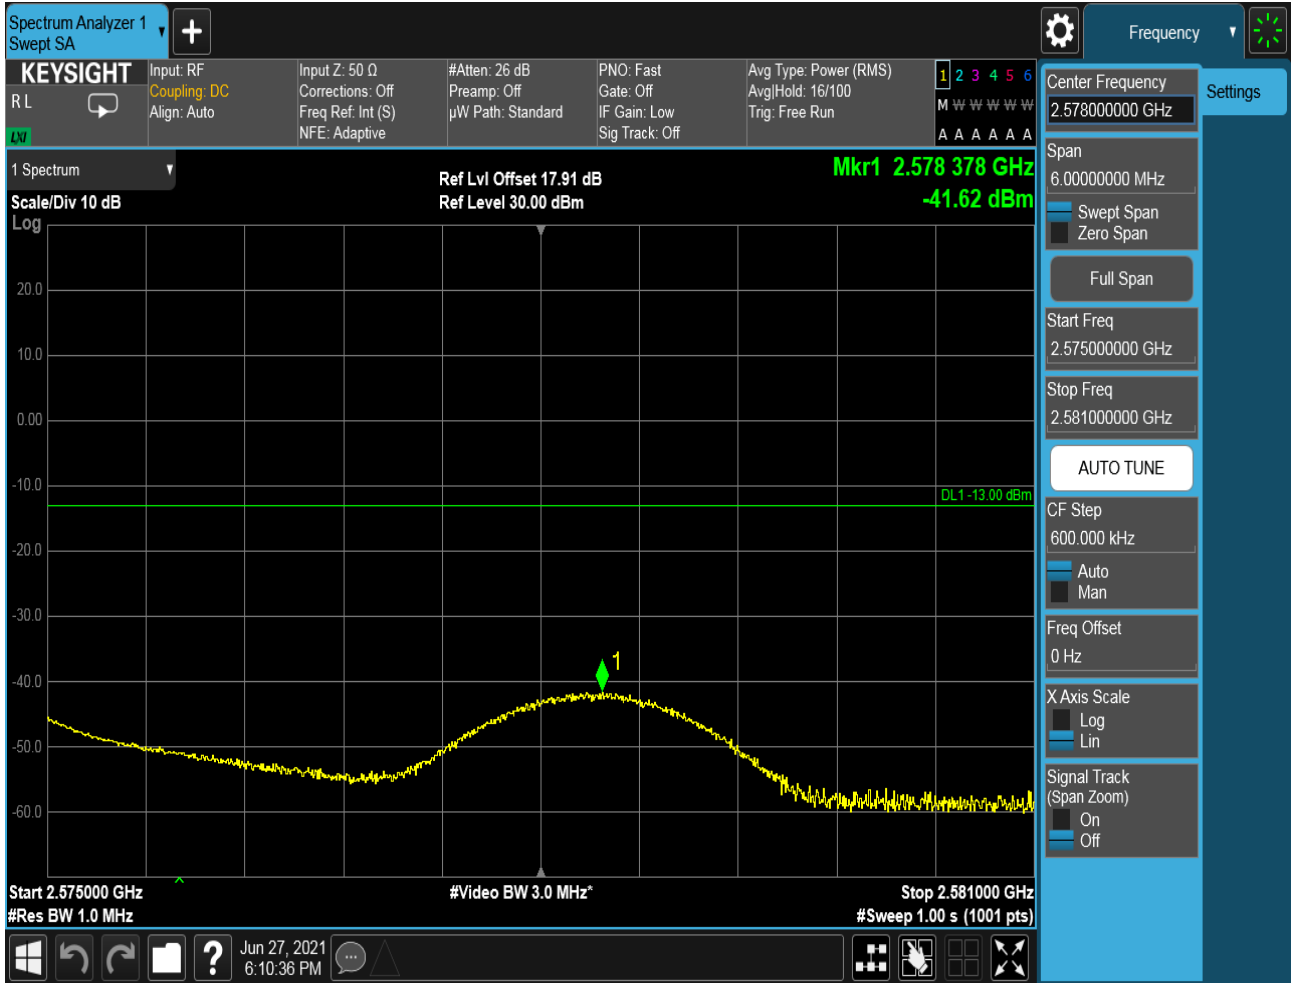 Spectrum Analyzer 1
Swept SA
Frequency
KEYSIGHT
R L
LXI
Input: RF
Coupling: DC
Align: Auto
Input Z: 50 Ω
Corrections: Off
Freq Ref: Int (S)
NFE: Adaptive
#Atten: 26 dB
Preamp: Off
µW Path: Standard
PNO: Fast
Gate: Off
IF Gain: Low
Sig Track: Off
Avg Type: Power (RMS)
Avg|Hold: 16/100
Trig: Free Run
1 2 3 4 5 6
M W W W W W
A A A A A A
1 Spectrum
Scale/Div 10 dB
Log
Ref Lvl Offset 17.91 dB
Ref Level 30.00 dBm
Mkr1 2.578 378 GHz
-41.62 dBm
20.0
10.0
0.00
-10.0
DL1 -13.00 dBm
-20.0
-30.0
1
-40.0
-50.0
-60.0
Start 2.575000 GHz
#Res BW 1.0 MHz
#Video BW 3.0 MHz*
Stop 2.581000 GHz
#Sweep 1.00 s (1001 pts)
?
Jun 27, 2021
6:10:36 PM
Center Frequency
2.578000000 GHz
Settings
Span
6.00000000 MHz
Swept Span
Zero Span
Full Span
Start Freq
2.575000000 GHz
Stop Freq
2.581000000 GHz
AUTO TUNE
CF Step
600.000 kHz
Auto
Man
Freq Offset
0 Hz
X Axis Scale
Log
Lin
Signal Track
(Span Zoom)
On
Off